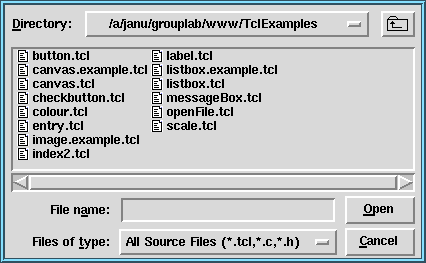 Directory: /a/janu/grouplab/www/TclExamples
button.tcl
canvas.example.tcl
canvas.tcl
checkbutton.tcl
colour.tcl
entry.tcl
image.example.tcl
index2.tcl
label.tcl
listbox.example.tcl
listbox.tcl
messageBox.tcl
openFile.tcl
scale.tcl
File name: Open
Files of type: All Source Files (*.tcl,*.c,*.h) Cancel